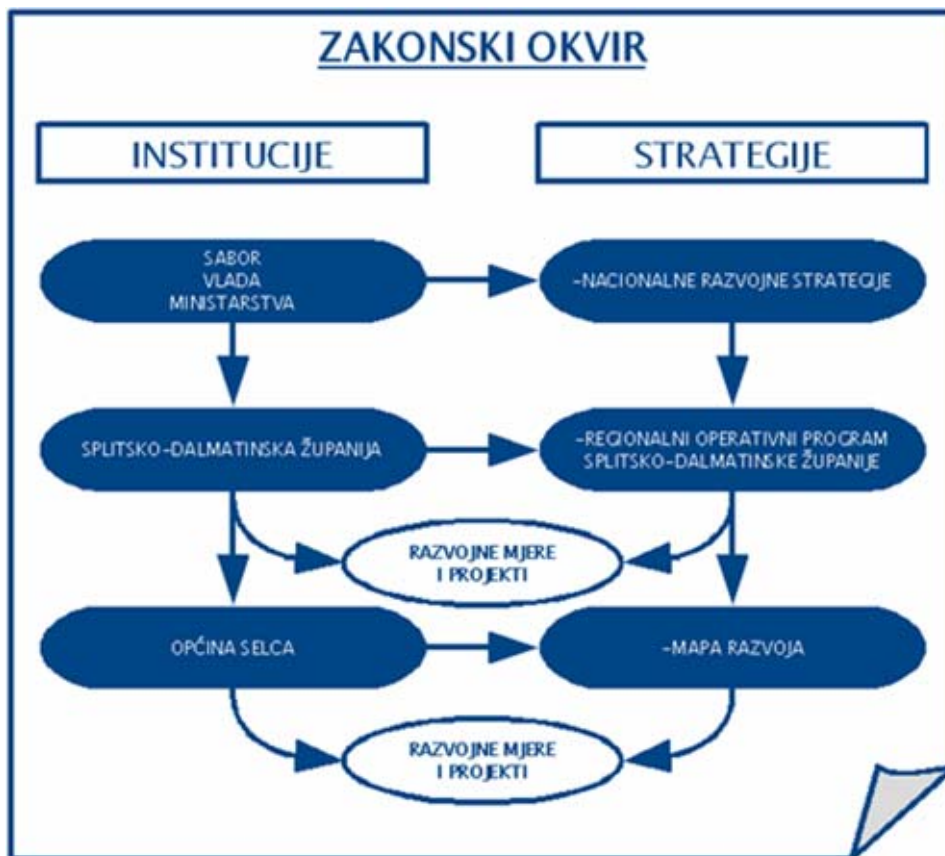 ZAKONSKI OKVIR
INSTITUCIJE
STRATEGIJE
SABOR
VLADA
MINISTARSTVA
-NACIONALNE RAZVOJNE STRATEGIJE
SPLITSKO-DALMATINSKA ŽUPANIJA
-REGIONALNI OPERATIVNI PROGRAM
SPLITSKO-DALMATINSKE ŽUPANIJE
RAZVOJNE MJERE
I PROJEKTI
OPĆINA SELCA
-MAPA RAZVOJA
RAZVOJNE MJERE
I PROJEKTI